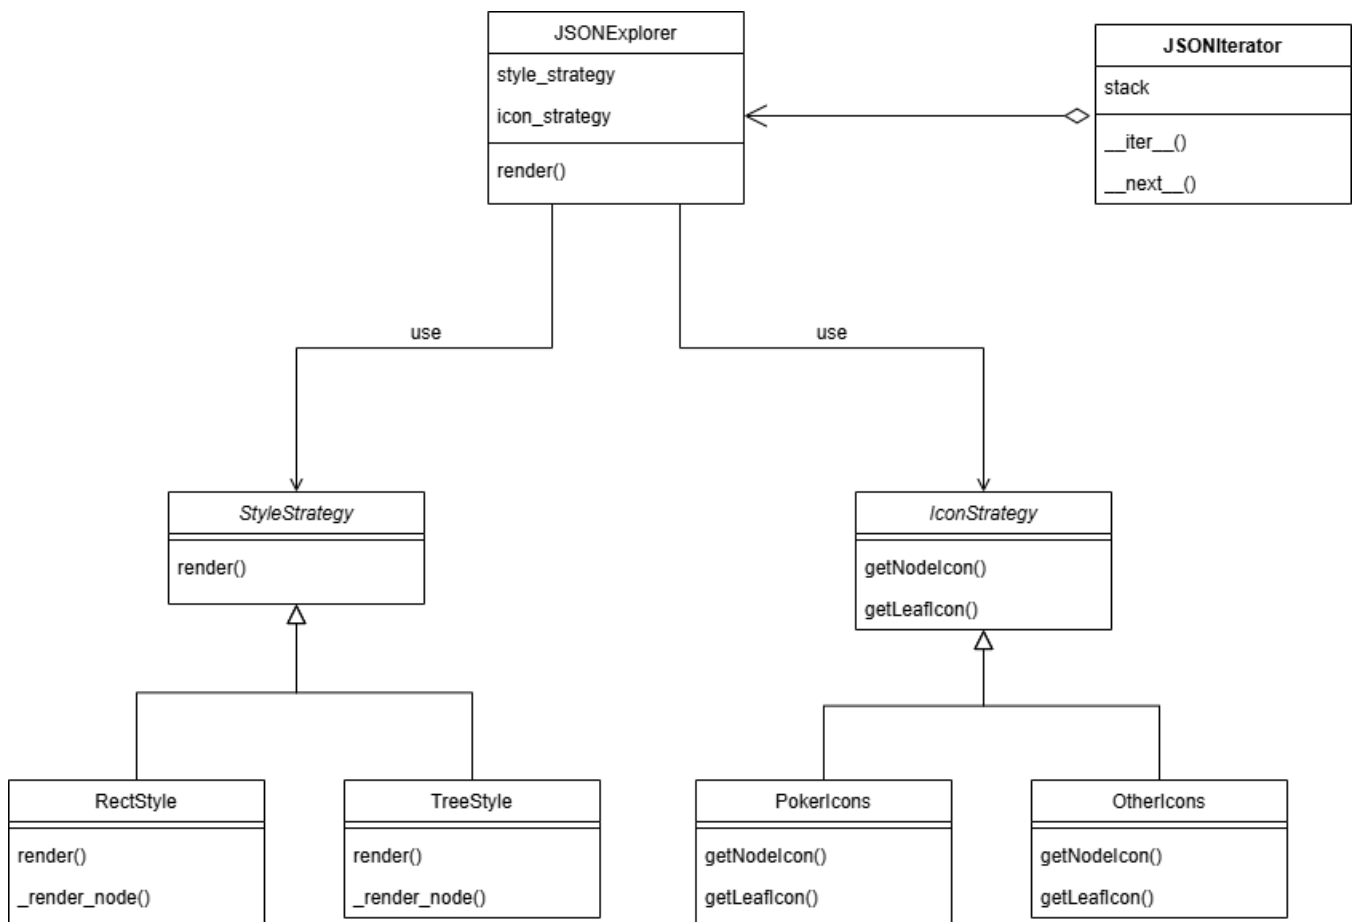 JSONExplorer
style_strategy
icon_strategy
render()
JSONIterator
stack
__iter__()
__next__()
use
use
StyleStrategy
render()
IconStrategy
getNodeIcon()
getLeafIcon()
RectStyle
render()
_render_node()
TreeStyle
render()
_render_node()
PokerIcons
getNodeIcon()
getLeafIcon()
OtherIcons
getNodeIcon()
getLeafIcon()